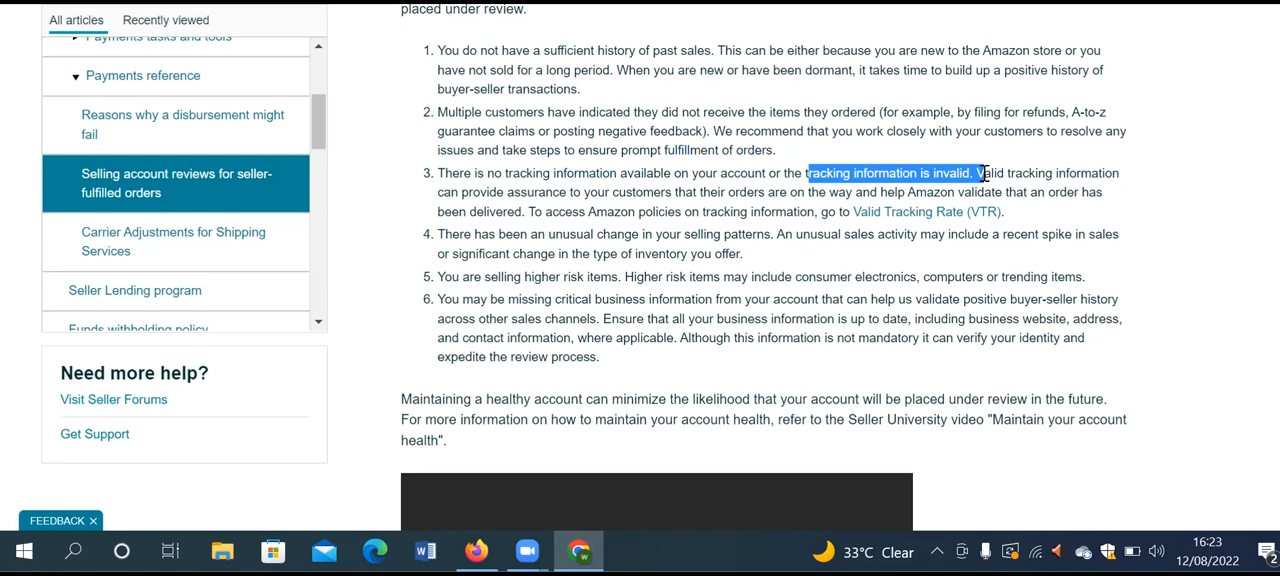 All articles
Recently viewed
Payments tasks and tools
Payments reference
Reasons why a disbursement might
fail
Selling account reviews for seller-
fulfilled orders
Carrier Adjustments for Shipping
Services
Seller Lending program
Funds withholding policy
Need more help?
Visit Seller Forums
Get Support
FEEDBACK ×
placed under review.
1. You do not have a sufficient history of past sales. This can be either because you are new to the Amazon store or you
have not sold for a long period. When you are new or have been dormant, it takes time to build up a positive history of
buyer-seller transactions.
2. Multiple customers have indicated they did not receive the items they ordered (for example, by filing for refunds, A-to-z
guarantee claims or posting negative feedback). We recommend that you work closely with your customers to resolve any
issues and take steps to ensure prompt fulfillment of orders.
3. There is no tracking information available on your account or the tracking information is invalid. Valid tracking information
can provide assurance to your customers that their orders are on the way and help Amazon validate that an order has
been delivered. To access Amazon policies on tracking information, go to Valid Tracking Rate (VTR).
4. There has been an unusual change in your selling patterns. An unusual sales activity may include a recent spike in sales
or significant change in the type of inventory you offer.
5. You are selling higher risk items. Higher risk items may include consumer electronics, computers or trending items.
6. You may be missing critical business information from your account that can help us validate positive buyer-seller history
across other sales channels. Ensure that all your business information is up to date, including business website, address,
and contact information, where applicable. Although this information is not mandatory it can verify your identity and
expedite the review process.
Maintaining a healthy account can minimize the likelihood that your account will be placed under review in the future.
For more information on how to maintain your account health, refer to the Seller University video "Maintain your account
health".
33°C Clear
16:23
12/08/2022
2